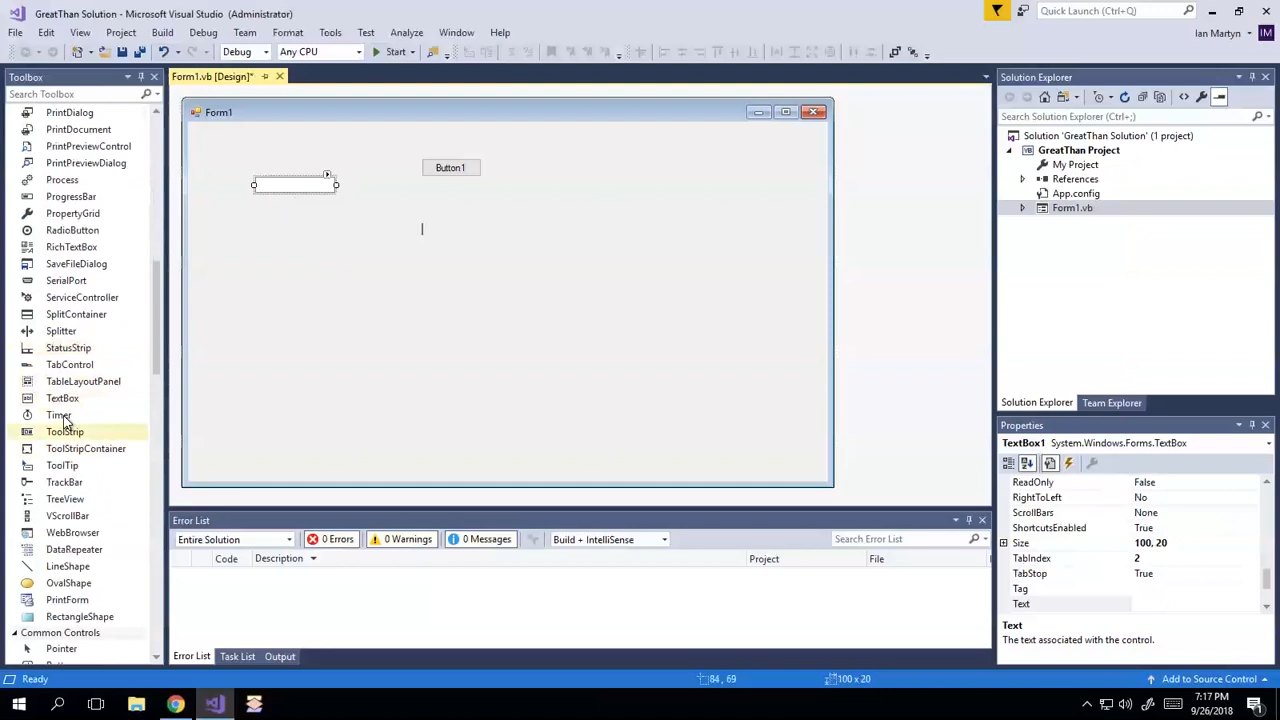 GreatThan Solution - Microsoft Visual Studio (Administrator)
Quick Launch (Ctrl+Q)
File Edit View Project Build Debug Team Format Tools Test Analyze Window Help
Ian Martyn
IM
Debug
Any CPU
Start
Toolbox
Search Toolbox
PrintDialog
PrintDocument
PrintPreviewControl
PrintPreviewDialog
Process
ProgressBar
PropertyGrid
RadioButton
RichTextBox
SaveFileDialog
SerialPort
ServiceController
SplitContainer
Splitter
StatusStrip
TabControl
TableLayoutPanel
TextBox
Timer
ToolStrip
ToolStripContainer
ToolTip
TrackBar
TreeView
VScrollBar
WebBrowser
DataRepeater
LineShape
OvalShape
PrintForm
RectangleShape
Common Controls
Pointer
Form1.vb [Design]*
Form1
Button1
Error List
Entire Solution
0 Errors
0 Warnings
0 Messages
Build + IntelliSense
Search Error List
Code
Description
Project
File
Error List
Task List
Output
Solution Explorer
Search Solution Explorer (Ctrl+;)
Solution 'GreatThan Solution' (1 project)
GreatThan Project
My Project
References
App.config
Form1.vb
Solution Explorer
Team Explorer
Properties
TextBox1 System.Windows.Forms.TextBox
ReadOnly False
RightToLeft No
ScrollBars None
ShortcutsEnabled True
Size 100, 20
TabIndex 2
TabStop True
Tag
Text
Text
The text associated with the control.
Ready
84 , 69
100 x 20
Add to Source Control
7:17 PM
9/26/2018